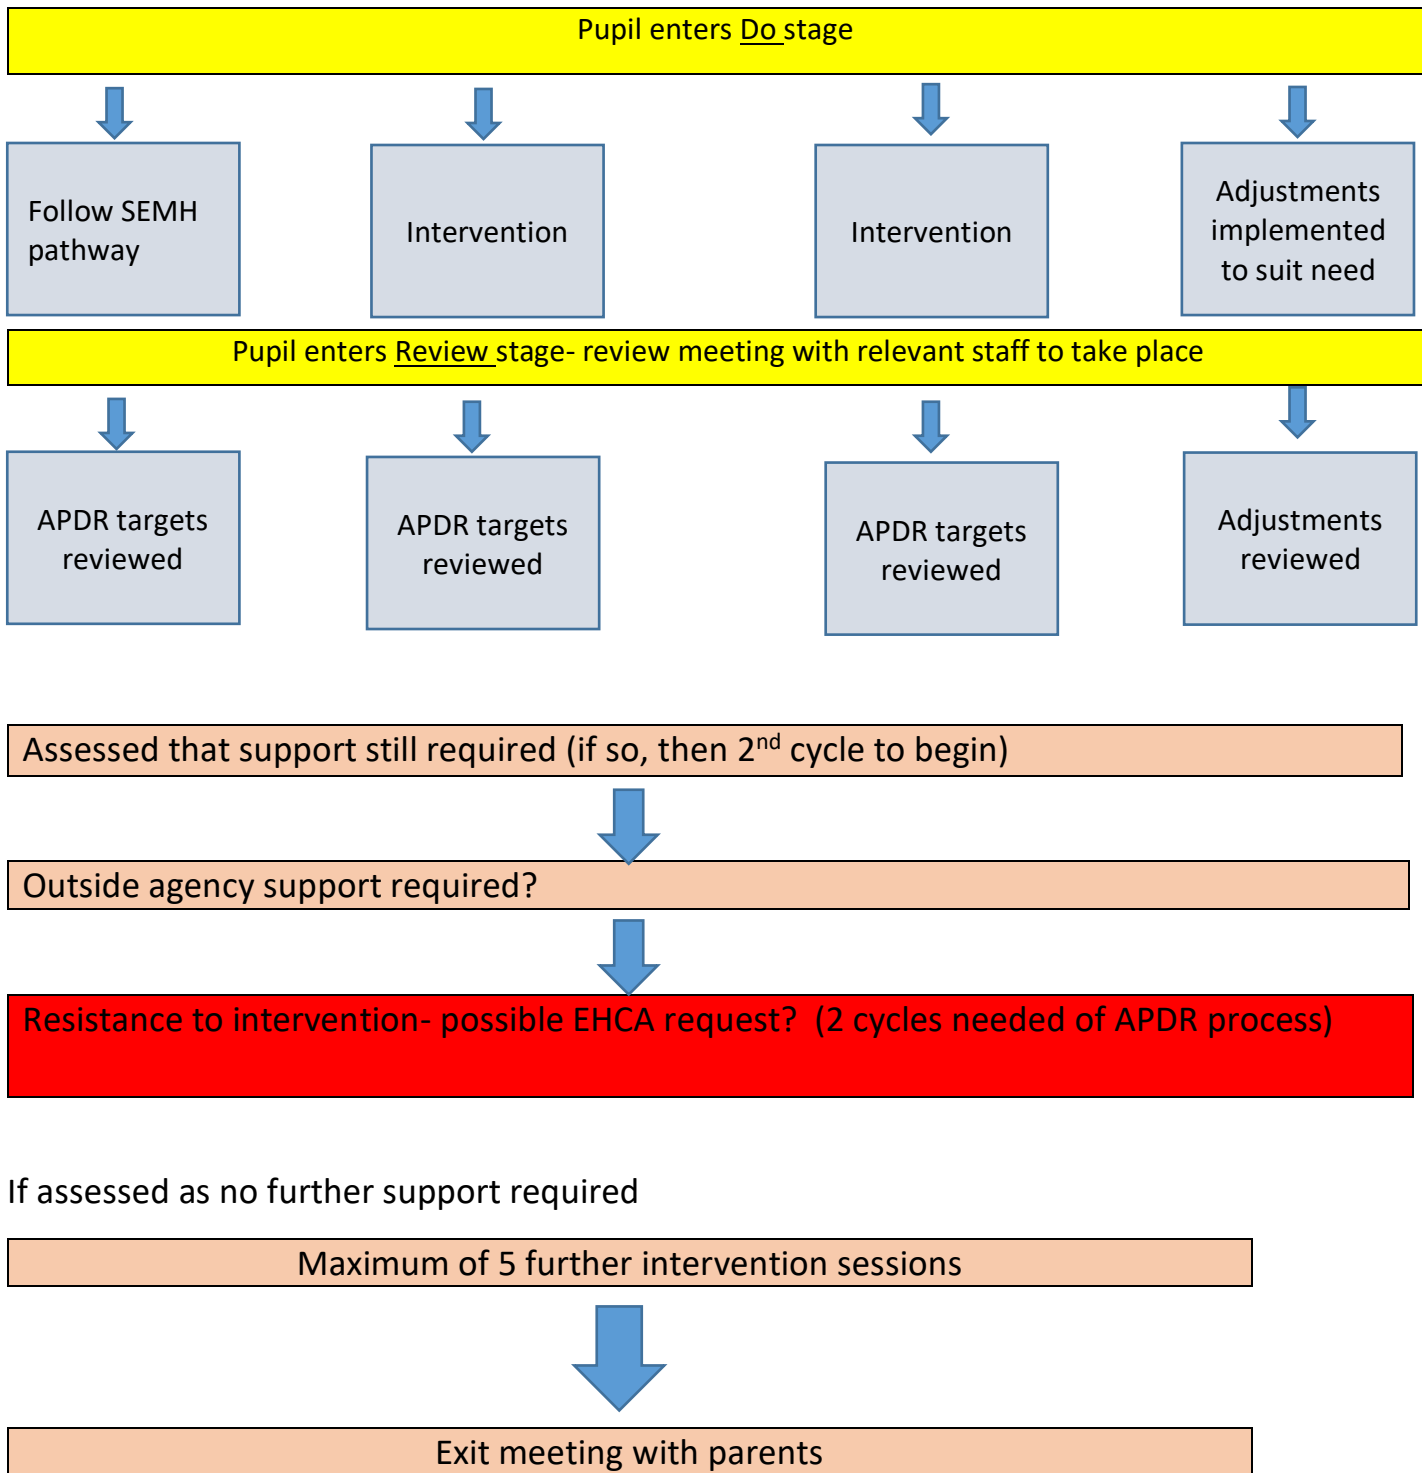 Pupil enters Do stage
Follow SEMH
pathway
Intervention
Intervention
Adjustments
implemented
to suit need
Pupil enters Review stage- review meeting with relevant staff to take place
APDR targets
reviewed
APDR targets
reviewed
APDR targets
reviewed
Adjustments
reviewed
Assessed that support still required (if so, then 2nd cycle to begin)
Outside agency support required?
Resistance to intervention- possible EHCA request?  (2 cycles needed of APDR process)
If assessed as no further support required
Maximum of 5 further intervention sessions
Exit meeting with parents